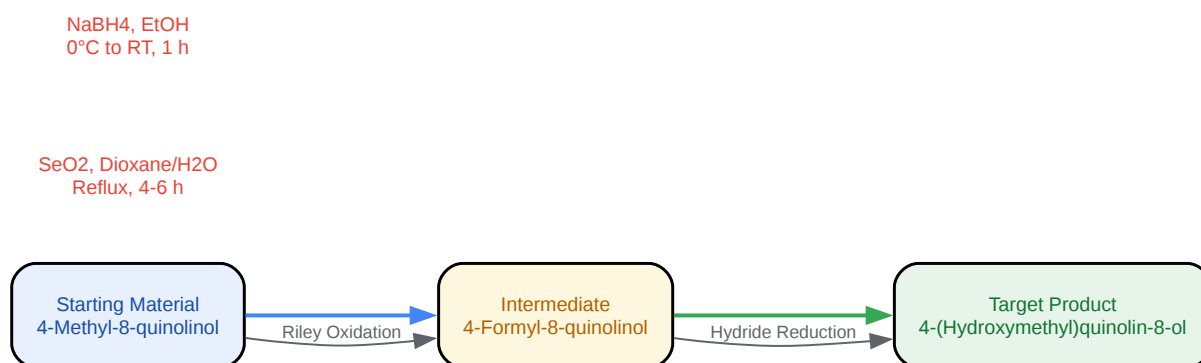 NaBH4, EtOH
0°C to RT, 1 h
SeO2, Dioxane/H2O
Reflux, 4-6 h
Starting Material
4-Methyl-8-quinolinol
Riley Oxidation
Intermediate
4-Formyl-8-quinolinol
Hydride Reduction
Target Product
4-(Hydroxymethyl)quinolin-8-ol